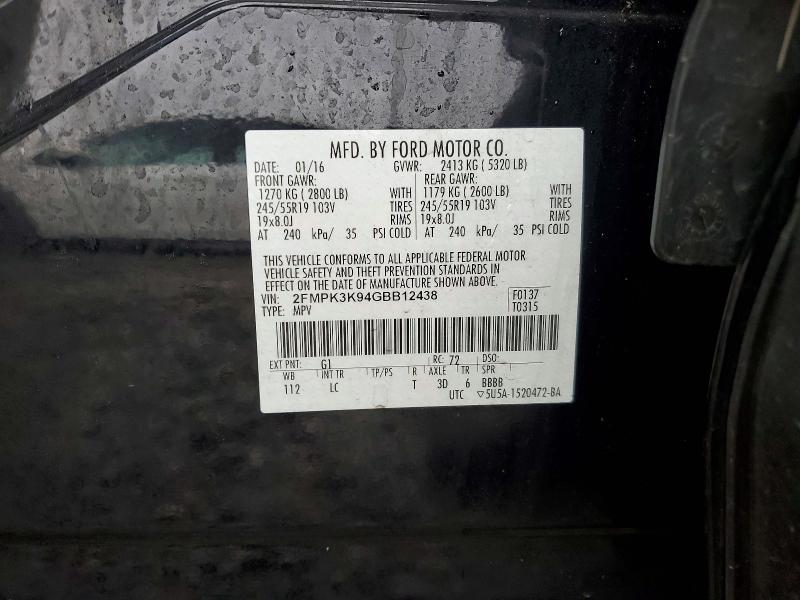 MFD. BY FORD MOTOR CO.
DATE: 01/16 GVWR: 2413 KG ( 5320 LB)
FRONT GAWR: REAR GAWR:
1270 KG ( 2800 LB) WITH 1179 KG ( 2600 LB) WITH
245/55R19 103V TIRES 245/55R19 103V TIRES
19x8.0J RIMS 19x8.0J RIMS
AT 240 kPa/ 35 PSI COLD AT 240 kPa/ 35 PSI COLD
THIS VEHICLE CONFORMS TO ALL APPLICABLE FEDERAL MOTOR
VEHICLE SAFETY AND THEFT PREVENTION STANDARDS IN
EFFECT ON THE DATE OF MANUFACTURE SHOWN ABOVE.
VIN: 2FMPK3K94GBB12438 F0137
TYPE: MPV T0315
EXT PNT: G1 RC: 72 DSO:
WB INT TR TP/PS R AXLE TR SPR
112 LC T 3D 6 BBBB
UTC ▽5U5A-1520472-BA